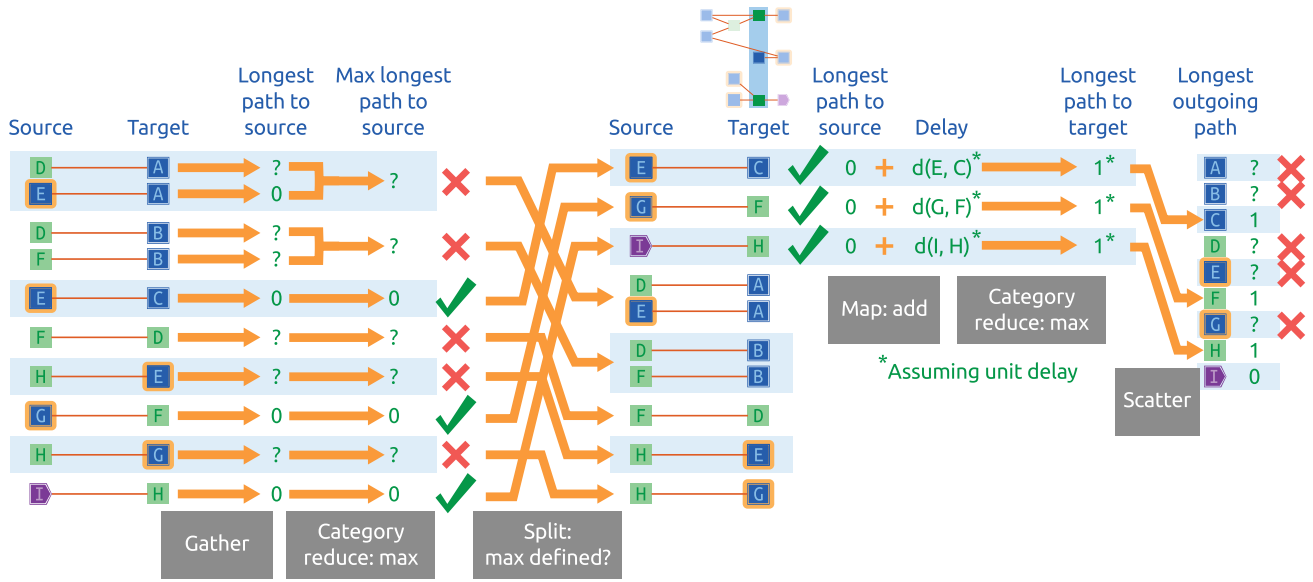 Longest path to source
Max longest path to source
Source
Target
D A ?
E A 0
?
D B ?
F B ?
?
E C 0 0
F D ? ?
H E ? ?
G F 0 0
H G ? ?
I H 0 0
Gather
Category reduce: max
Split: max defined?
Source
Target
Longest path to source
Delay
Longest path to target
E C 0 + d(E, C)* 1*
G F 0 + d(G, F)* 1*
I H 0 + d(I, H)* 1*
D A
E A
D B
F B
F D
H E
H G
Map: add
Category reduce: max
*Assuming unit delay
Longest outgoing path
A ?
B ?
C 1
D ?
E ?
F 1
G ?
H 1
I 0
Scatter